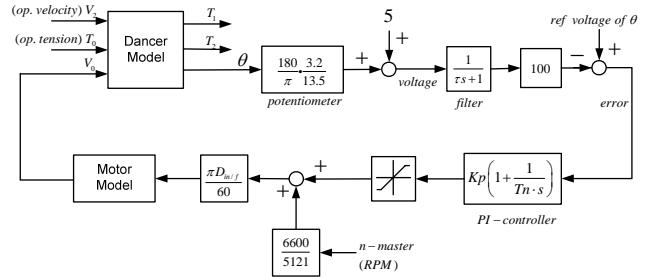 (op. velocity) V₂
(op. tension) T₀
V₀
Dancer
Model
T₁
T₂
θ
180/π · 3.2/13.5
potentiometer
+
5
+
voltage
1/(τs+1)
filter
100
−
ref voltage of θ
+
error
Motor
Model
πD_in/f / 60
+
+
Kp(1 + 1/(Tn·s))
PI − controller
6600/5121
n − master
(RPM)